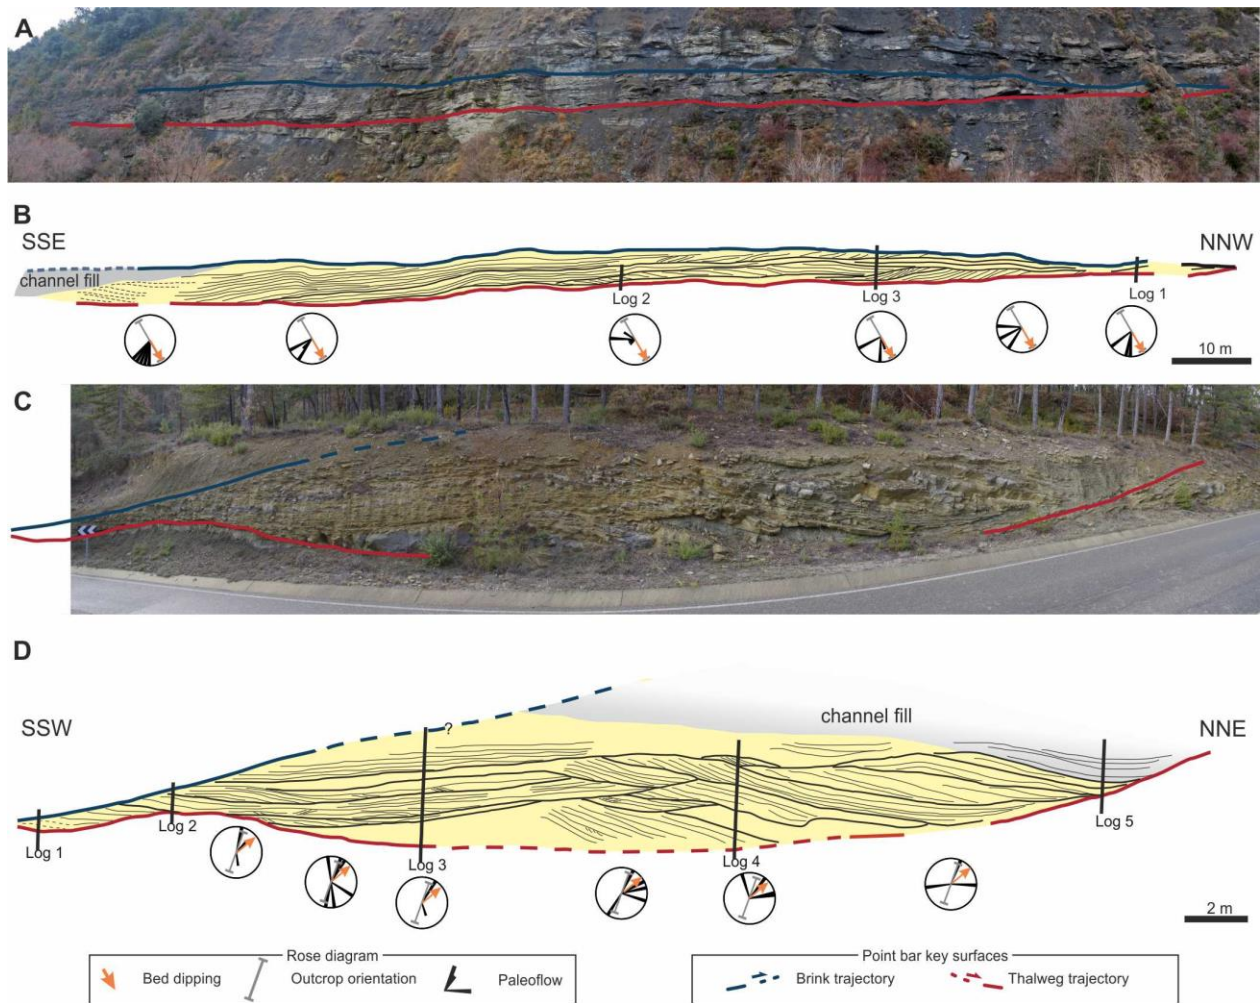 A
B
SSE
NNW
channel fill
Log 2
Log 3
Log 1
10 m
C
D
SSW
NNE
channel fill
?
Log 1
Log 2
Log 3
Log 4
Log 5
2 m
Rose diagram
Bed dipping
Outcrop orientation
Paleoflow
Point bar key surfaces
Brink trajectory
Thalweg trajectory